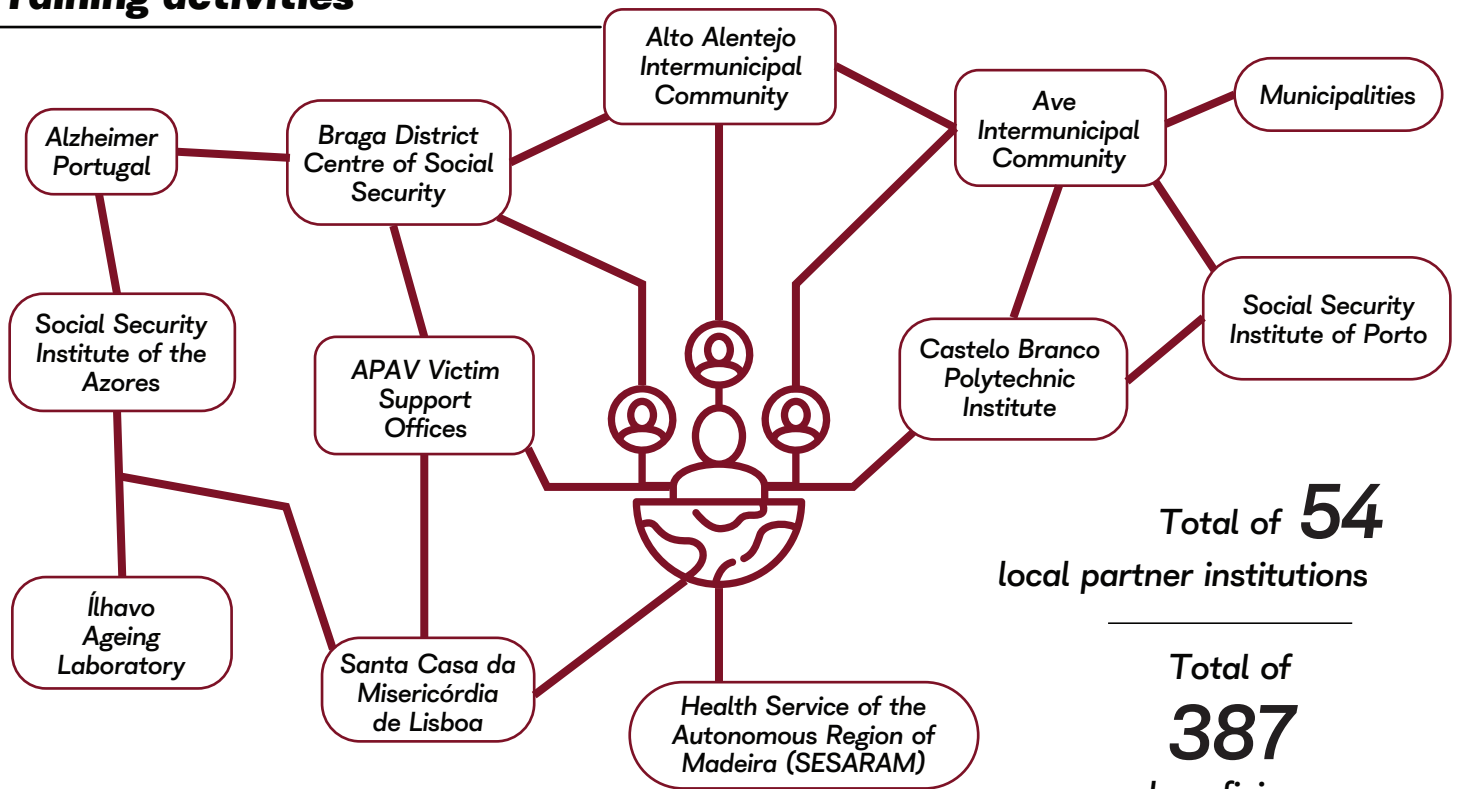 activities
Alto Alentejo
Intermunicipal
Community
Ave
Intermunicipal
Community
Municipalities
Alzheimer
Portugal
Braga District
Centre of Social
Security
Social Security
Institute of the
Azores
APAV Victim
Support
Offices
Castelo Branco
Polytechnic
Institute
Social Security
Institute of Porto
Ílhavo
Ageing
Laboratory
Santa Casa da
Misericórdia
de Lisboa
Health Service of the
Autonomous Region of
Madeira (SESARAM)
Total of 54
local partner institutions
Total of
387